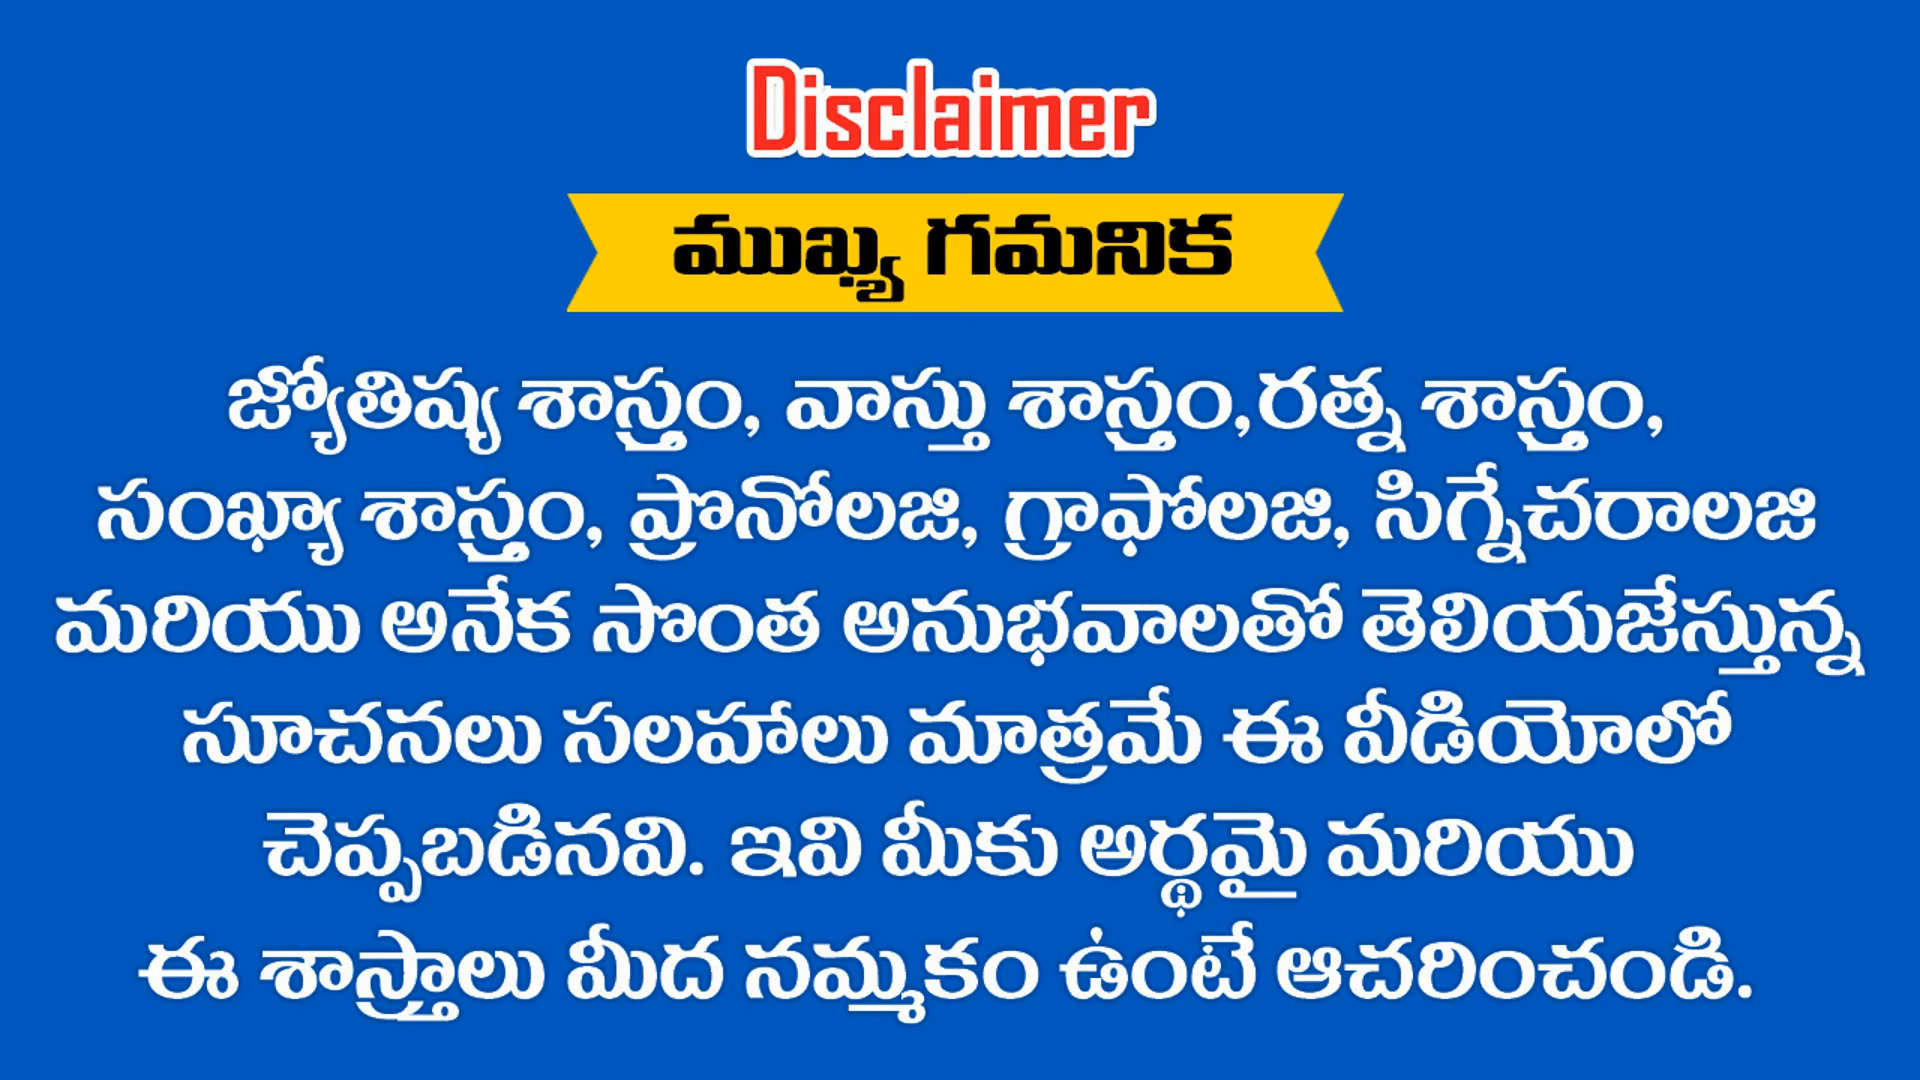 Disclaimer
ముఖ్య గమనిక
జ్యోతిష్య శాస్త్రం, వాస్తు శాస్త్రం,రత్న శాస్త్రం,
సంఖ్యా శాస్త్రం, ప్రొనోలజి, గ్రాఫోలజి, సిగ్నేచరాలజి
మరియు అనేక సొంత అనుభవాలతో తెలియజేస్తున్న
సూచనలు సలహాలు మాత్రమే ఈ వీడియోలో
చెప్పబడినవి. ఇవి మీకు అర్థమై మరియు
ఈ శాస్త్రాలు మీద నమ్మకం ఉంటే ఆచరించండి.